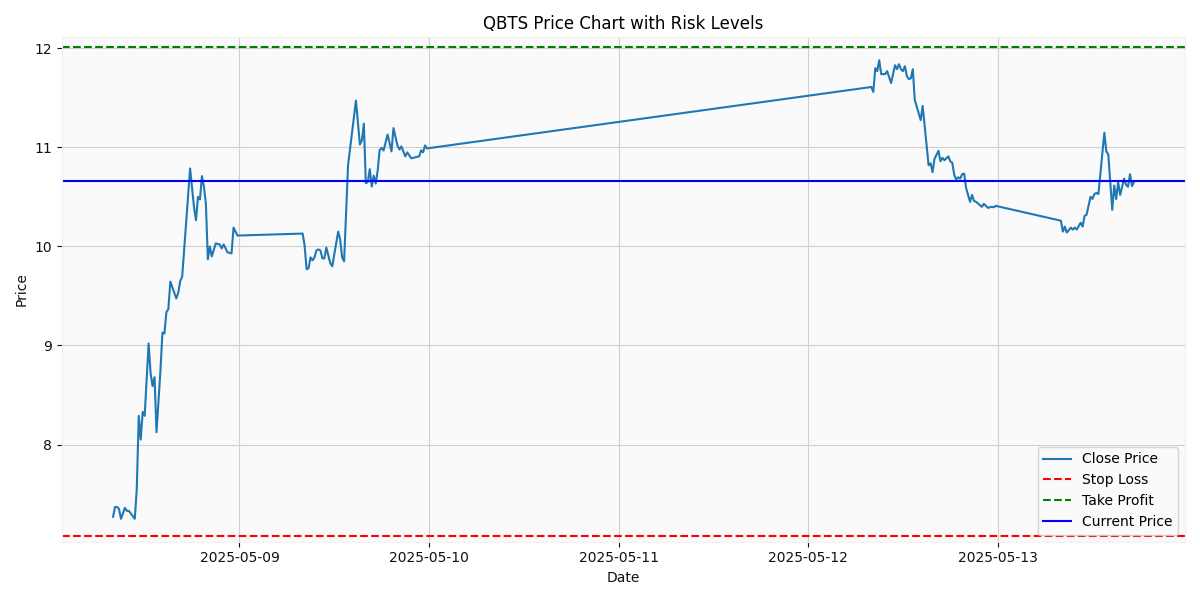 QBTS Price Chart with Risk Levels
12
11
10
9
8
Price
2025-05-09
2025-05-10
2025-05-11
2025-05-12
2025-05-13
Date
Close Price
Stop Loss
Take Profit
Current Price